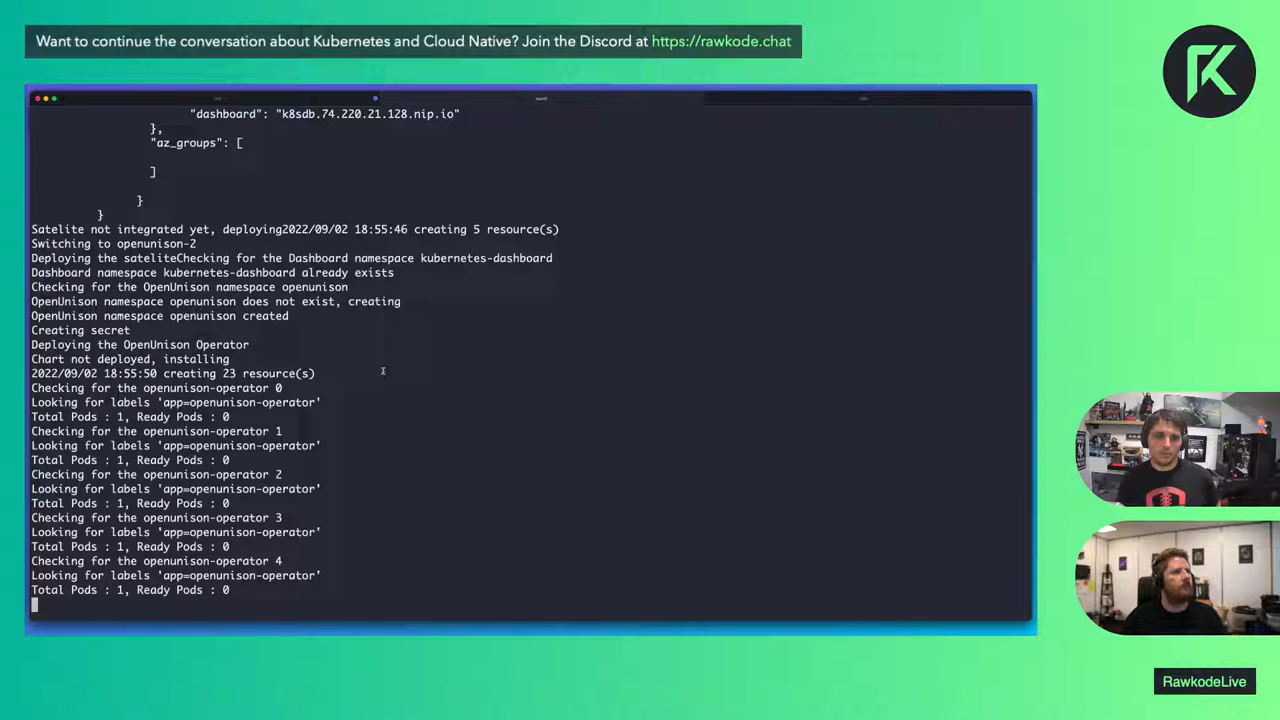 Want to continue the conversation about Kubernetes and Cloud Native? Join the Discord at https://rawkode.chat
"dashboard": "k8sdb.74.220.21.128.nip.io"
},
"az_groups": [
]
}
}
Satelite not integrated yet, deploying2022/09/02 18:55:46 creating 5 resource(s)
Switching to openunison-2
Deploying the sateliteChecking for the Dashboard namespace kubernetes-dashboard
Dashboard namespace kubernetes-dashboard already exists
Checking for the OpenUnison namespace openunison
OpenUnison namespace openunison does not exist, creating
OpenUnison namespace openunison created
Creating secret
Deploying the OpenUnison Operator
Chart not deployed, installing
2022/09/02 18:55:50 creating 23 resource(s)
Checking for the openunison-operator 0
Looking for labels 'app=openunison-operator'
Total Pods : 1, Ready Pods : 0
Checking for the openunison-operator 1
Looking for labels 'app=openunison-operator'
Total Pods : 1, Ready Pods : 0
Checking for the openunison-operator 2
Looking for labels 'app=openunison-operator'
Total Pods : 1, Ready Pods : 0
Checking for the openunison-operator 3
Looking for labels 'app=openunison-operator'
Total Pods : 1, Ready Pods : 0
Checking for the openunison-operator 4
Looking for labels 'app=openunison-operator'
Total Pods : 1, Ready Pods : 0
RawkodeLive